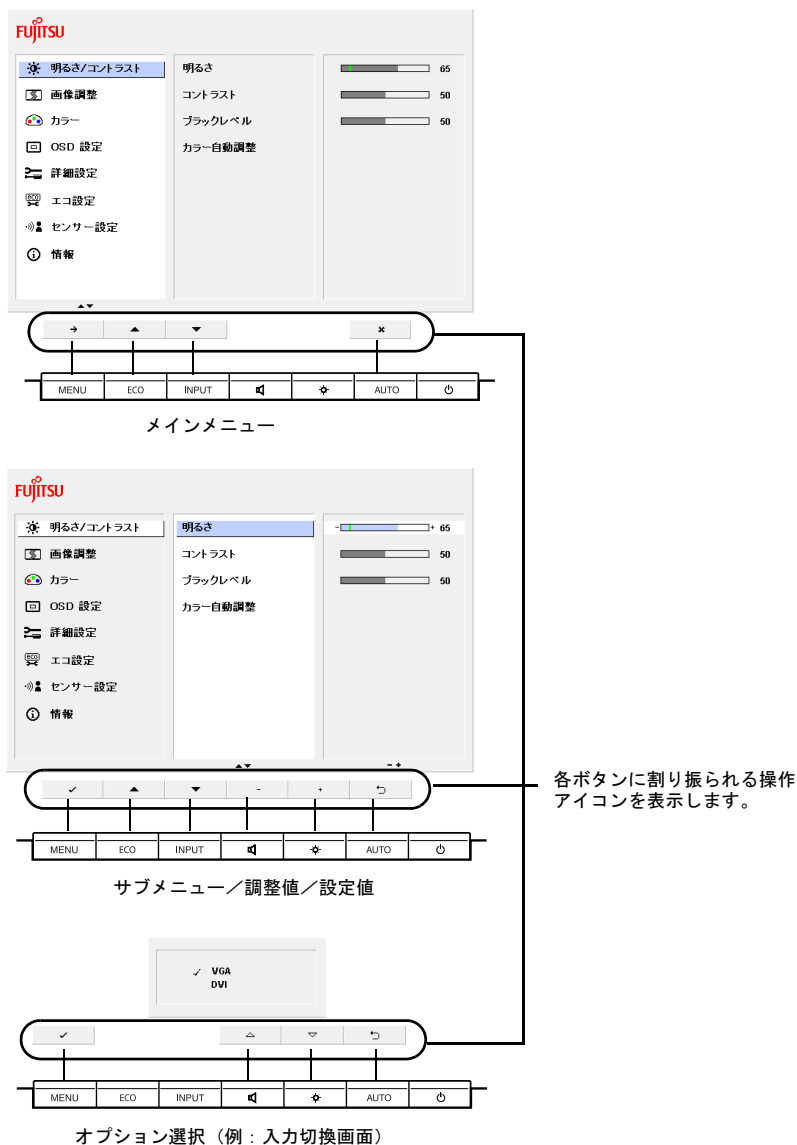 FUJITSU
明るさ/コントラスト
画像調整
カラー
OSD 設定
詳細設定
エコ設定
センサー設定
情報
明るさ
コントラスト
ブラックレベル
カラー自動調整
65
50
50
MENU ECO INPUT AUTO
メインメニュー
FUJITSU
明るさ/コントラスト
画像調整
カラー
OSD 設定
詳細設定
エコ設定
センサー設定
情報
明るさ
コントラスト
ブラックレベル
カラー自動調整
- + 65
50
50
- +
- +
MENU ECO INPUT AUTO
サブメニュー／調整値／設定値
各ボタンに割り振られる操作
アイコンを表示します。
✓ VGA
DVI
MENU ECO INPUT AUTO
オプション選択（例：入力切換画面）